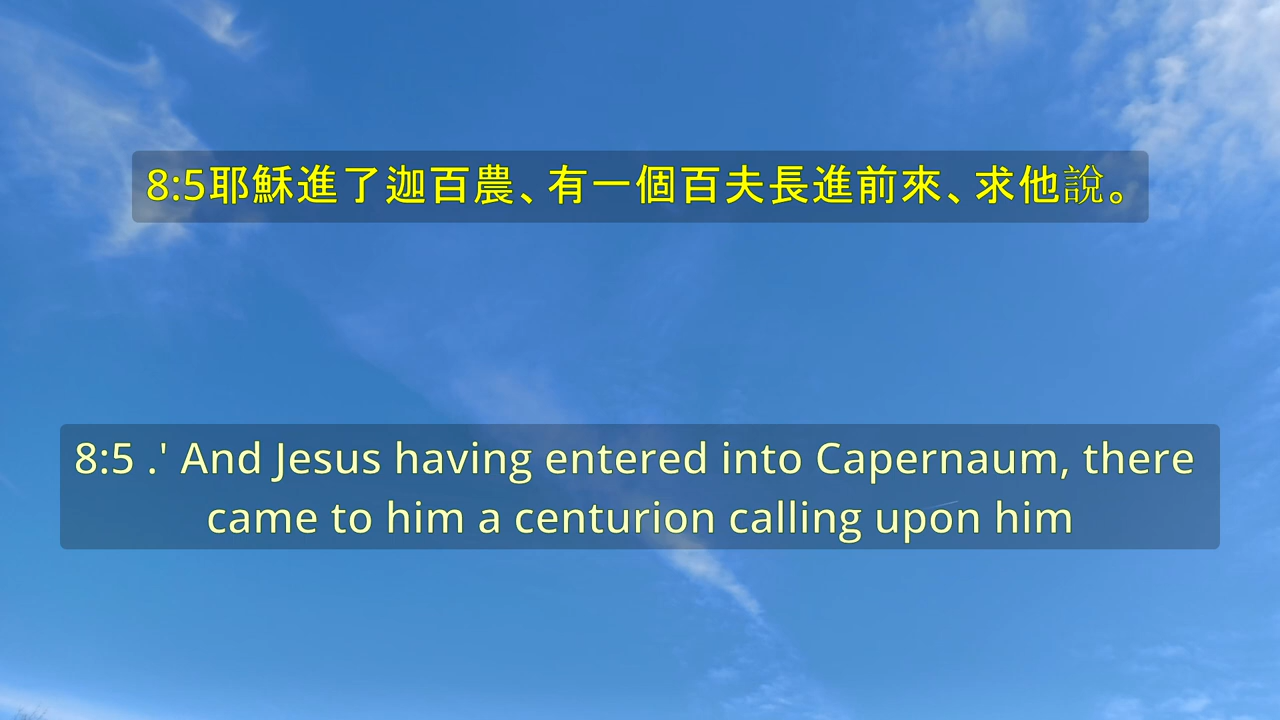 8:5耶穌進了迦百農、有一個百夫長進前來、求他說。
8:5 .' And Jesus having entered into Capernaum, there
came to him a centurion calling upon him